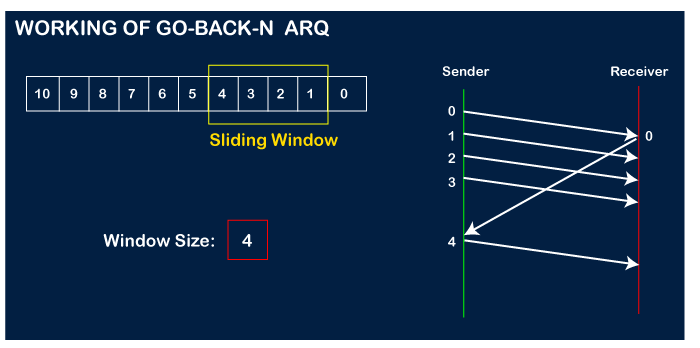 WORKING OF GO-BACK-N ARQ
10 9 8 7 6 5 4 3 2 1 0
Sliding Window
Window Size: 4
Sender Receiver
0
1 0
2
3
4